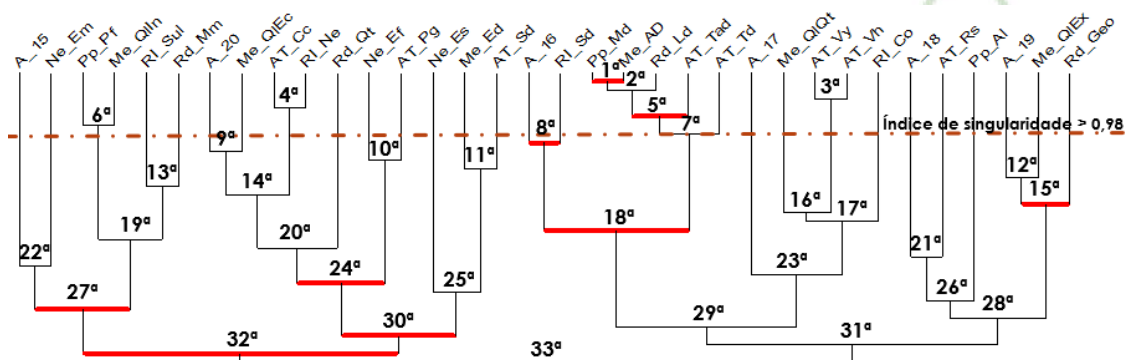 A_15
Ne_Em
Pp_Pf
Me_QlIn
Rl_Sul
Rd_Mm
A_20
Me_QlEc
AT_Cc
Rl_Ne
Rd_Qt
Ne_Ef
AT_Pg
Ne_Es
Me_Ed
AT_Sd
A_16
Rl_Sd
Pp_Md
Me_AD
Rd_Ld
AT_Tad
AT_Td
A_17
Me_QlQt
AT_Vy
AT_Vh
Rl_Co
A_18
AT_Rs
Pp_Al
A_19
Me_QlEx
Rd_Geo
1ª
2ª
3ª
4ª
5ª
6ª
7ª
Índice de singularidade > 0,98
8ª
9ª
10ª
11ª
12ª
13ª
14ª
15ª
16ª
17ª
18ª
19ª
20ª
21ª
22ª
23ª
24ª
25ª
26ª
27ª
28ª
29ª
30ª
31ª
32ª
33ª